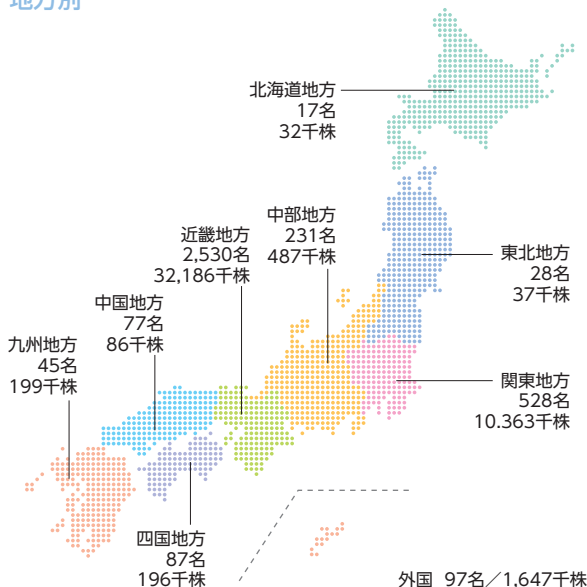 地方別
北海道地方
17名
32千株
中部地方
231名
487千株
近畿地方
2,530名
32,186千株
東北地方
28名
37千株
中国地方
77名
86千株
九州地方
45名
199千株
関東地方
528名
10.363千株
四国地方
87名
196千株
外国 97名／1,647千株